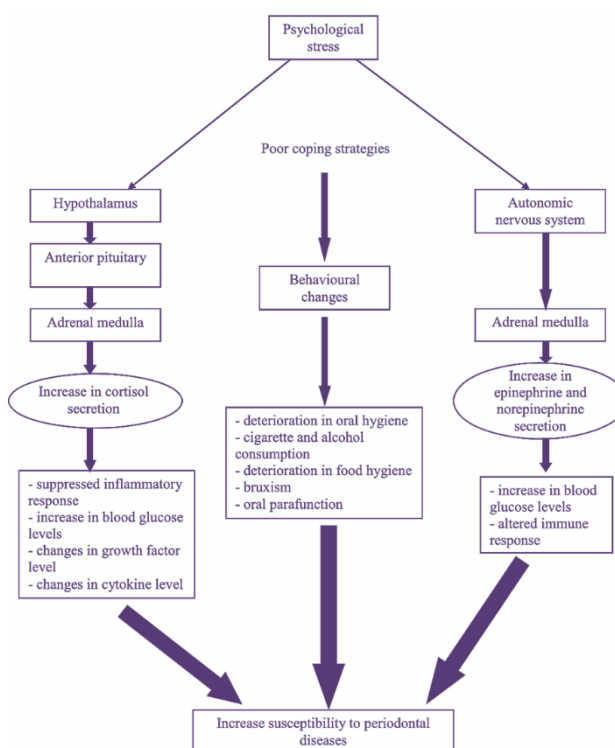 Psychological
stress
Poor coping strategies
Hypothalamus
Autonomic
nervous system
Anterior pituitary
Behavioural
changes
Adrenal medulla
Adrenal medulla
Increase in cortisol
secretion
Increase in
epinephrine and
norepinephrine
secretion
- deterioration in oral hygiene
- cigarette and alcohol
consumption
- deterioration in food hygiene
- bruxism
- oral parafunction
- suppressed inflammatory
response
- increase in blood glucose
levels
- changes in growth factor
level
- changes in cytokine level
- increase in blood
glucose levels
- altered immune
response
Increase susceptibility to periodontal
diseases